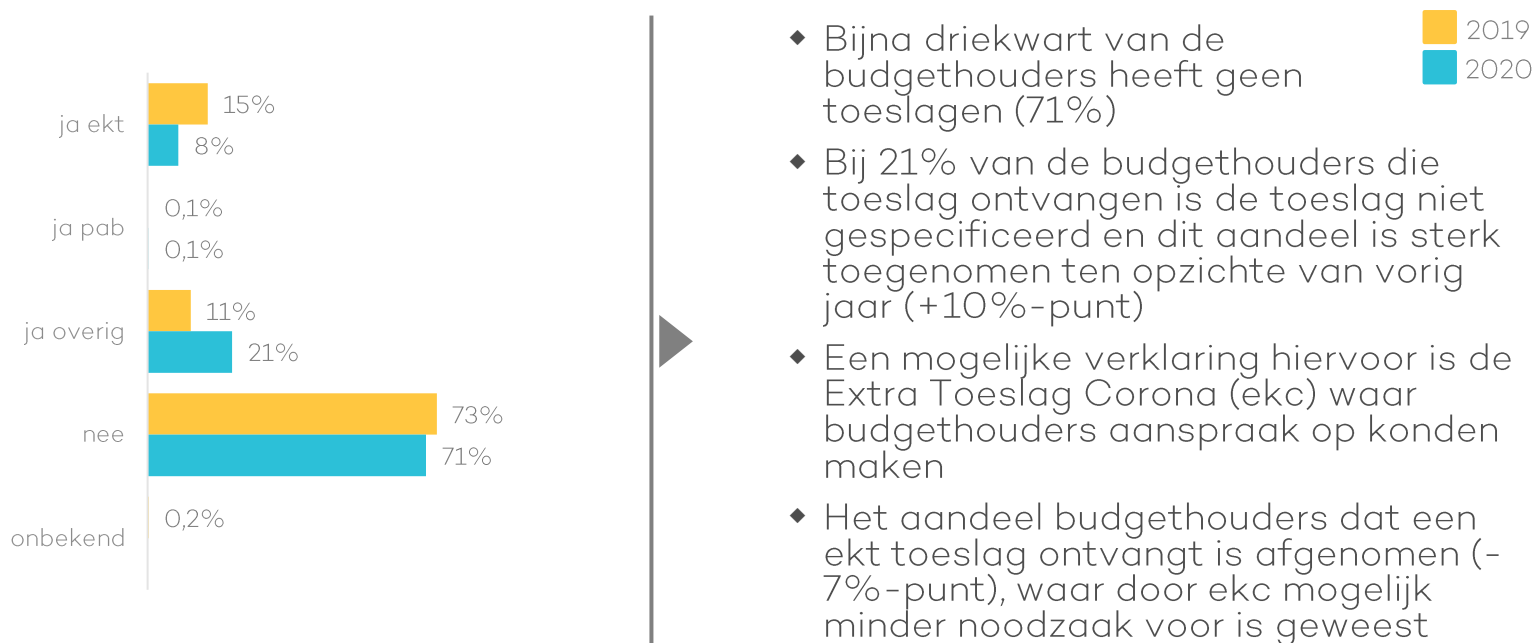 ja ekt
15%
8%
ja pab
0,1%
0,1%
ja overig
11%
21%
nee
73%
71%
onbekend
0,2%
◆ Bijna driekwart van de
budgethouders heeft geen
toeslagen (71%)
◆ Bij 21% van de budgethouders die
toeslag ontvangen is de toeslag niet
gespecificeerd en dit aandeel is sterk
toegenomen ten opzichte van vorig
jaar (+10%-punt)
◆ Een mogelijke verklaring hiervoor is de
Extra Toeslag Corona (ekc) waar
budgethouders aanspraak op konden
maken
◆ Het aandeel budgethouders dat een
ekt toeslag ontvangt is afgenomen (-
7%-punt), waar door ekc mogelijk
minder noodzaak voor is geweest
2019
2020